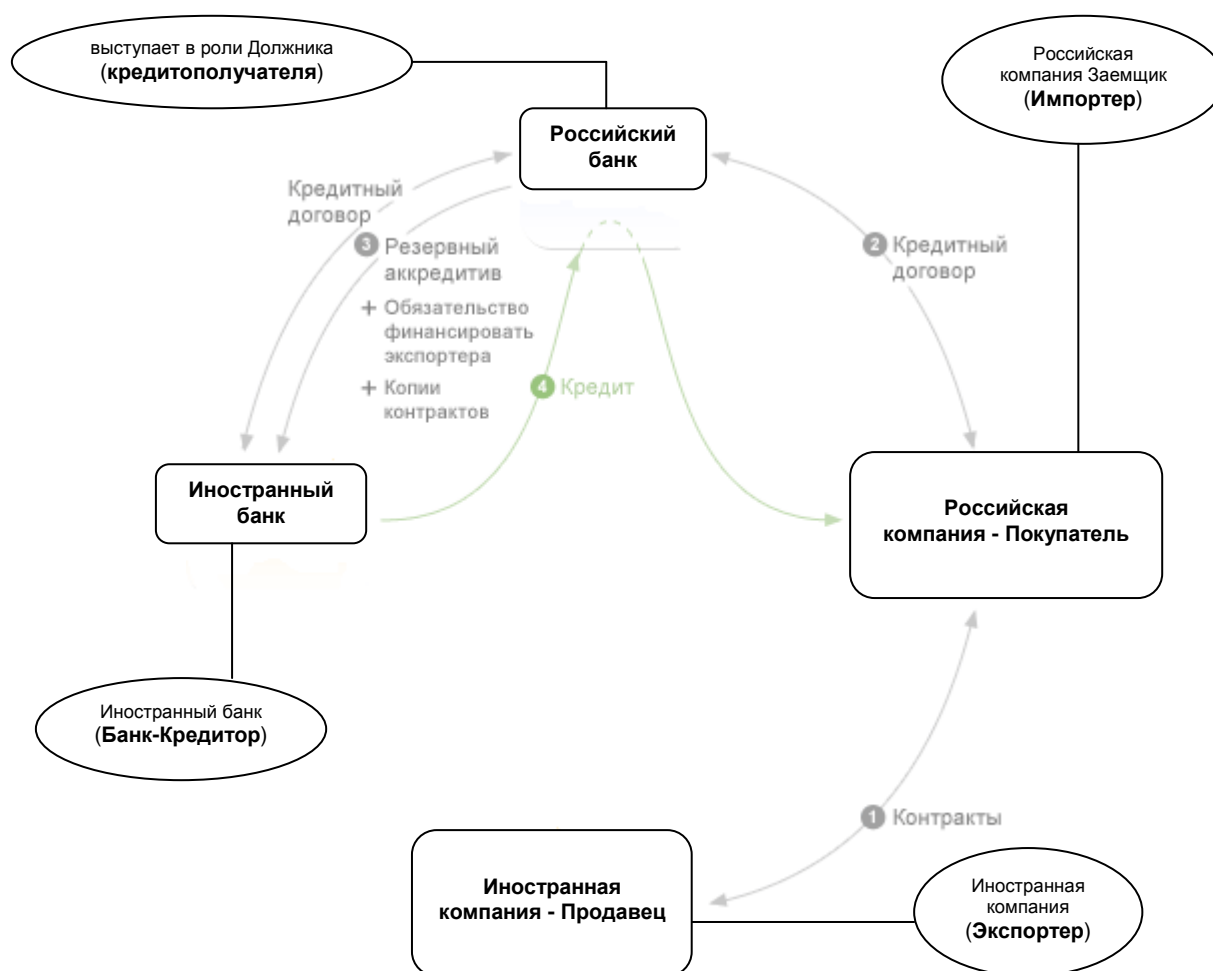 выступает в роли Должника
(кредитополучателя)
Российская
компания Заемщик
(Импортер)
Российский
банк
Кредитный
договор
3 Резервный
аккредитив
+ Обязательство
финансировать
экспортера
+ Копии
контрактов
2 Кредитный
договор
4 Кредит
Иностранный
банк
Российская
компания - Покупатель
Иностранный банк
(Банк-Кредитор)
1 Контракты
Иностранная
компания - Продавец
Иностранная
компания
(Экспортер)